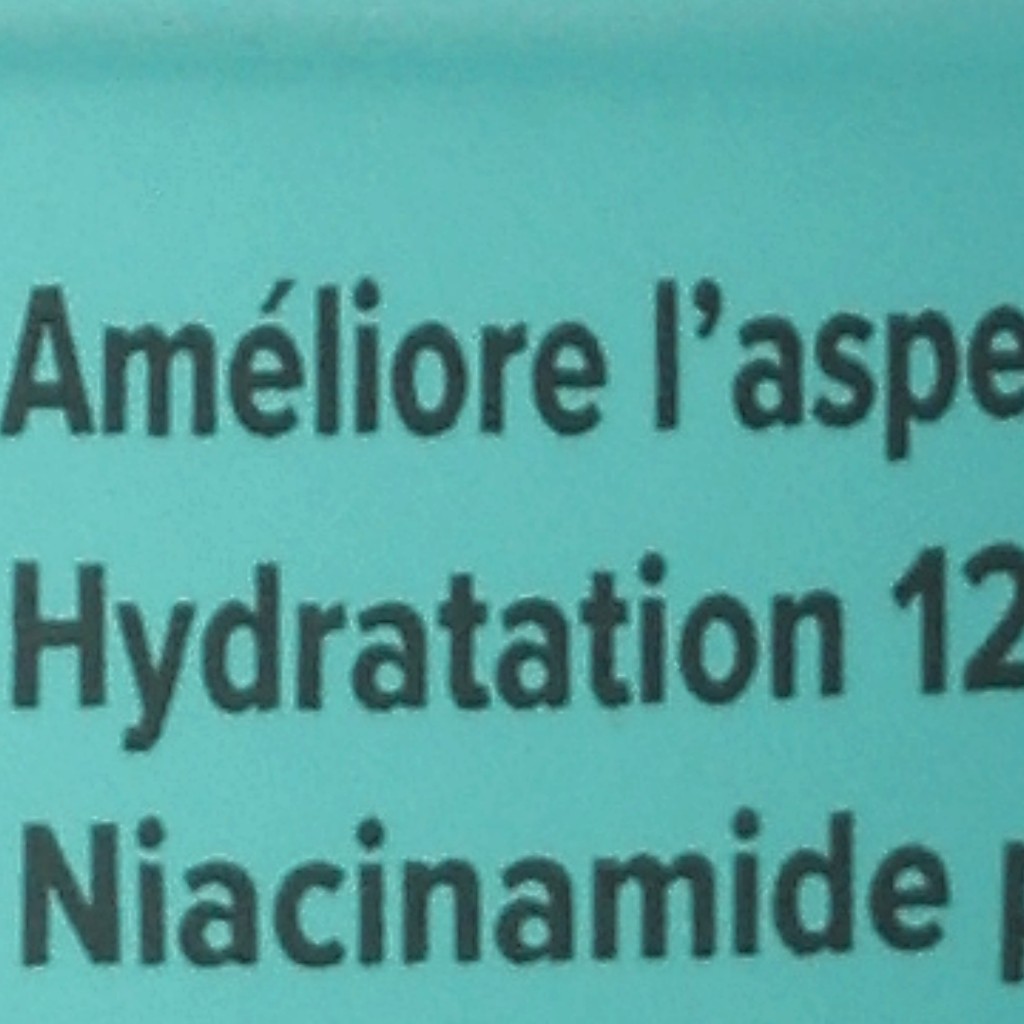 Améliore l'aspe
Hydratation 12
Niacinamide